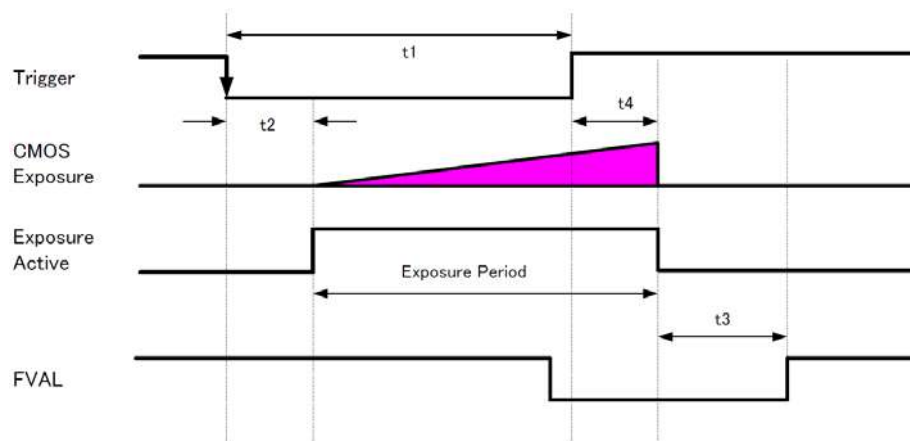 t1
Trigger
t2
t4
CMOS
Exposure
Exposure
Active
Exposure Period
t3
FVAL